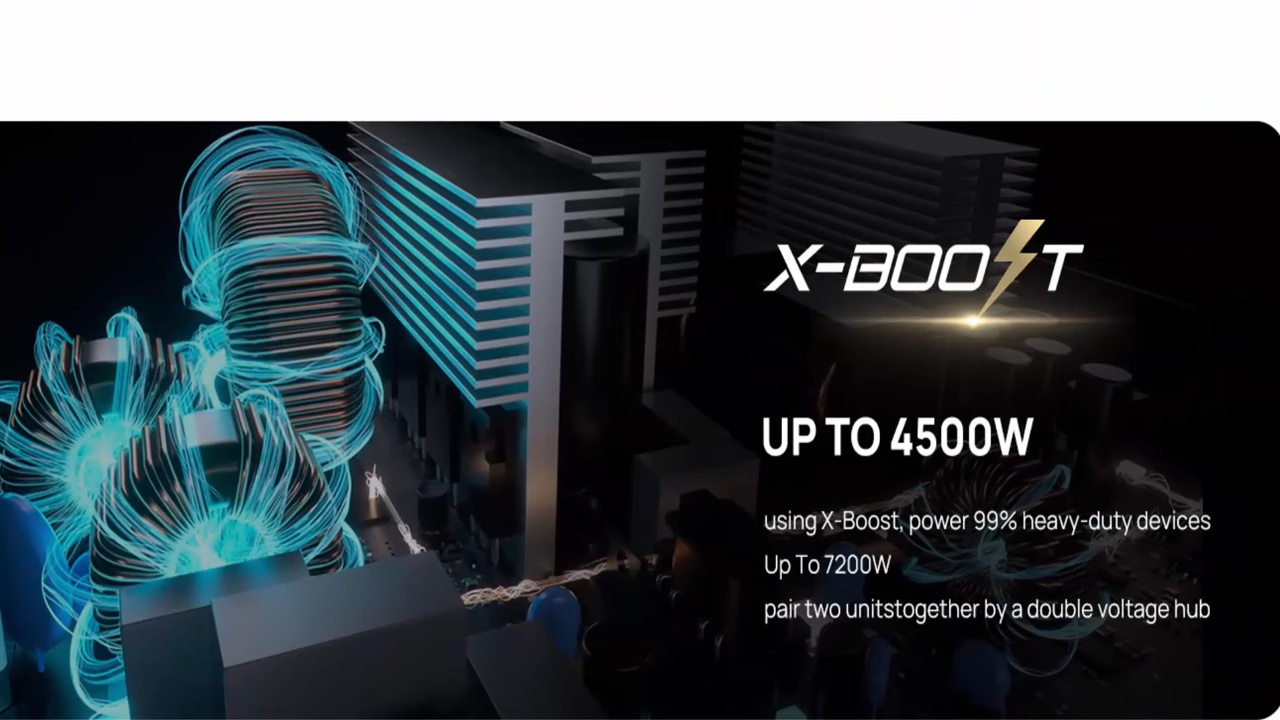 X-BOOST
UP TO 4500W
using X-Boost, power 99% heavy-duty devices
Up To 7200W
pair two unitstogether by a double voltage hub